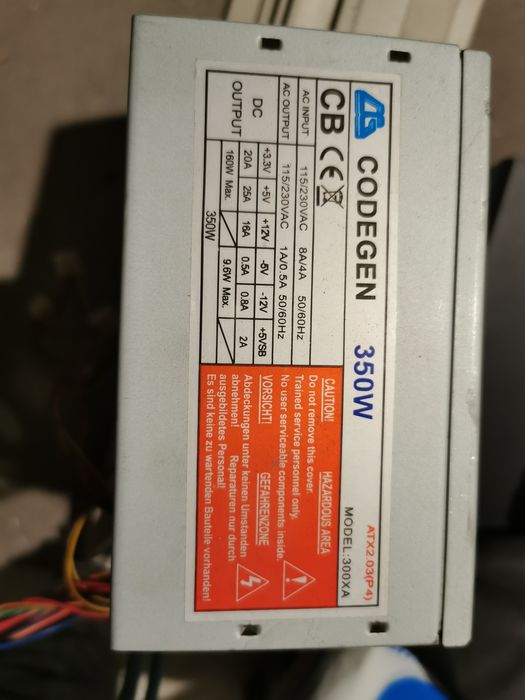 CODEGEN 350W
ATX2.03(P4)
CB CE
MODEL:300XA
AC INPUT 115/230VAC 8A/4A 50/60Hz
AC OUTPUT 115/230VAC 1A/0.5A 50/60Hz
DC OUTPUT
+3.3V +5V +12V -5V -12V +5VSB
20A 25A 16A 0.5A 0.8A 2A
160W Max. 9.6W Max.
350W
CAUTION! HAZARDOUS AREA
Do not remove this cover.
Trained service personnel only.
No user serviceable components inside.
VORSICHT! GEFAHRENZONE
Abdeckungen unter keinen Umstanden
abnehmen! Reparaturen nur durch
ausgebildetes Personal!
Es sind keine zu wartenden Bauteile vorhanden!